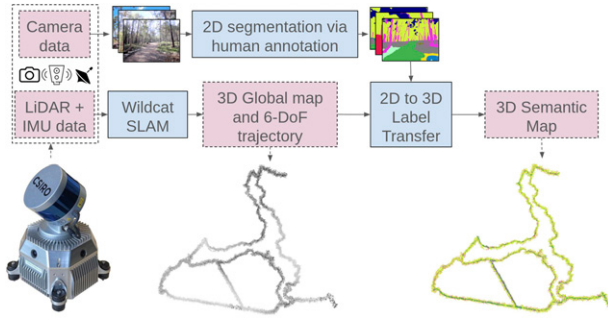 Camera
data
2D segmentation via
human annotation
LiDAR +
IMU data
Wildcat
SLAM
3D Global map
and 6-DoF
trajectory
2D to 3D
Label
Transfer
3D Semantic
Map
CSIRO